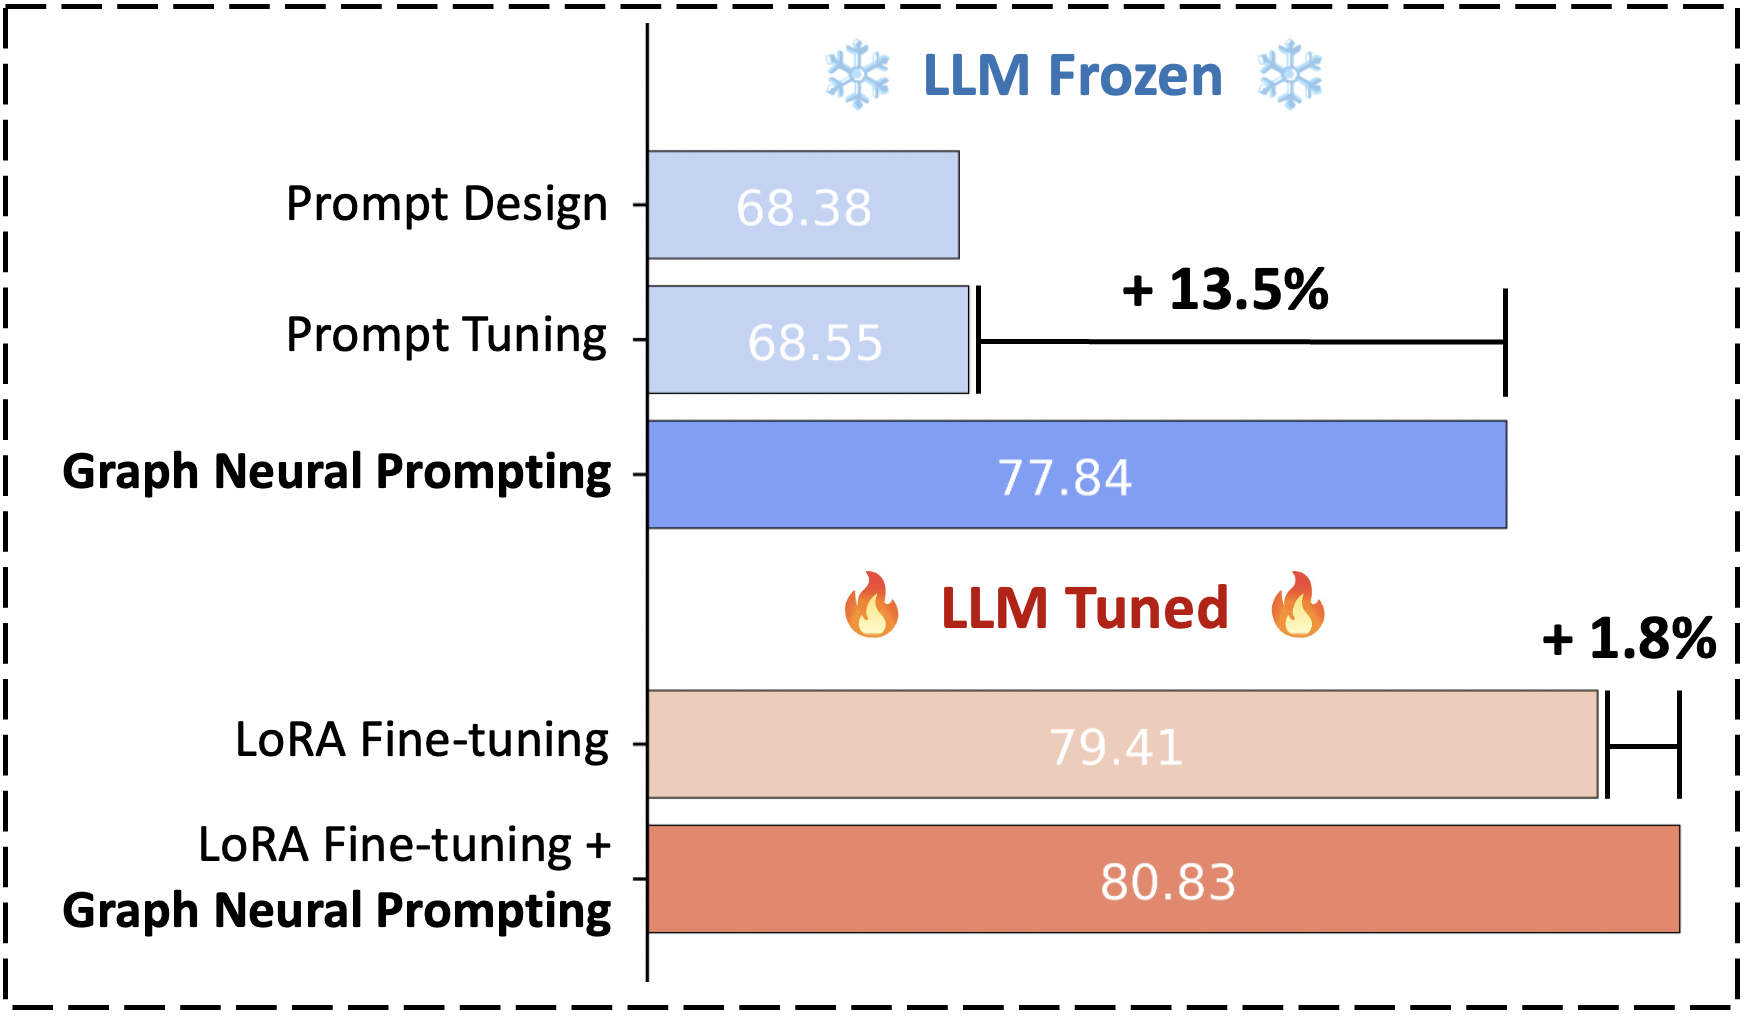 LLM Frozen
Prompt Design
68.38
+ 13.5%
Prompt Tuning
68.55
Graph Neural Prompting
77.84
LLM Tuned
+ 1.8%
LoRA Fine-tuning
79.41
LoRA Fine-tuning +
Graph Neural Prompting
80.83